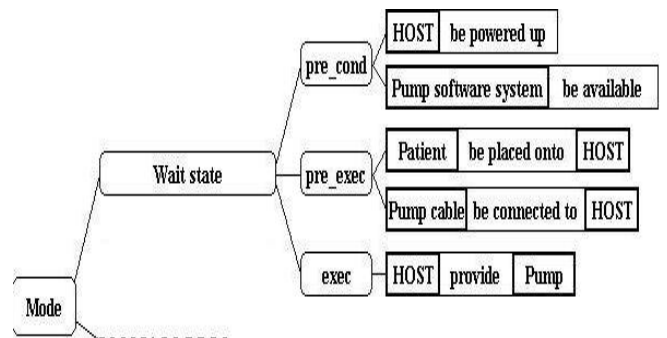 HOST be powered up
pre_cond
Pump software system be available
Patient be placed onto HOST
Wait state pre_exec
Pump cable be connected to HOST
exec HOST provide Pump
Mode